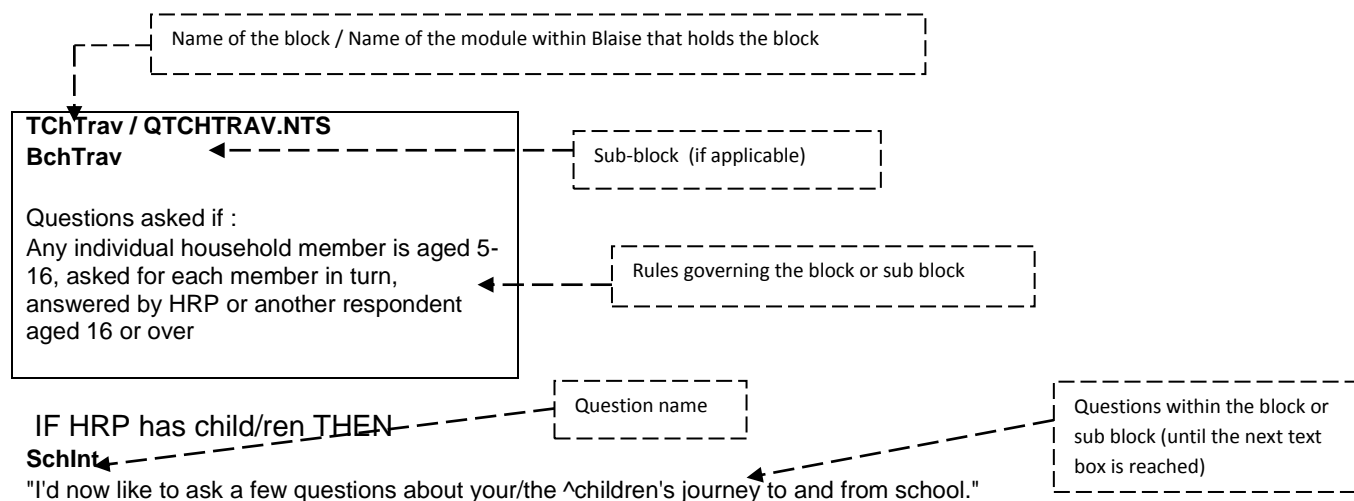 Name of the block / Name of the module within Blaise that holds the block
TChTrav / QTCHTRAV.NTS
BchTrav
Sub-block (if applicable)
Questions asked if :
Any individual household member is aged 5-
16, asked for each member in turn,
answered by HRP or another respondent
aged 16 or over
Rules governing the block or sub block
IF HRP has child/ren THEN
Question name
Questions within the block or
sub block (until the next text
box is reached)
SchInt
"I'd now like to ask a few questions about your/the ^children's journey to and from school."